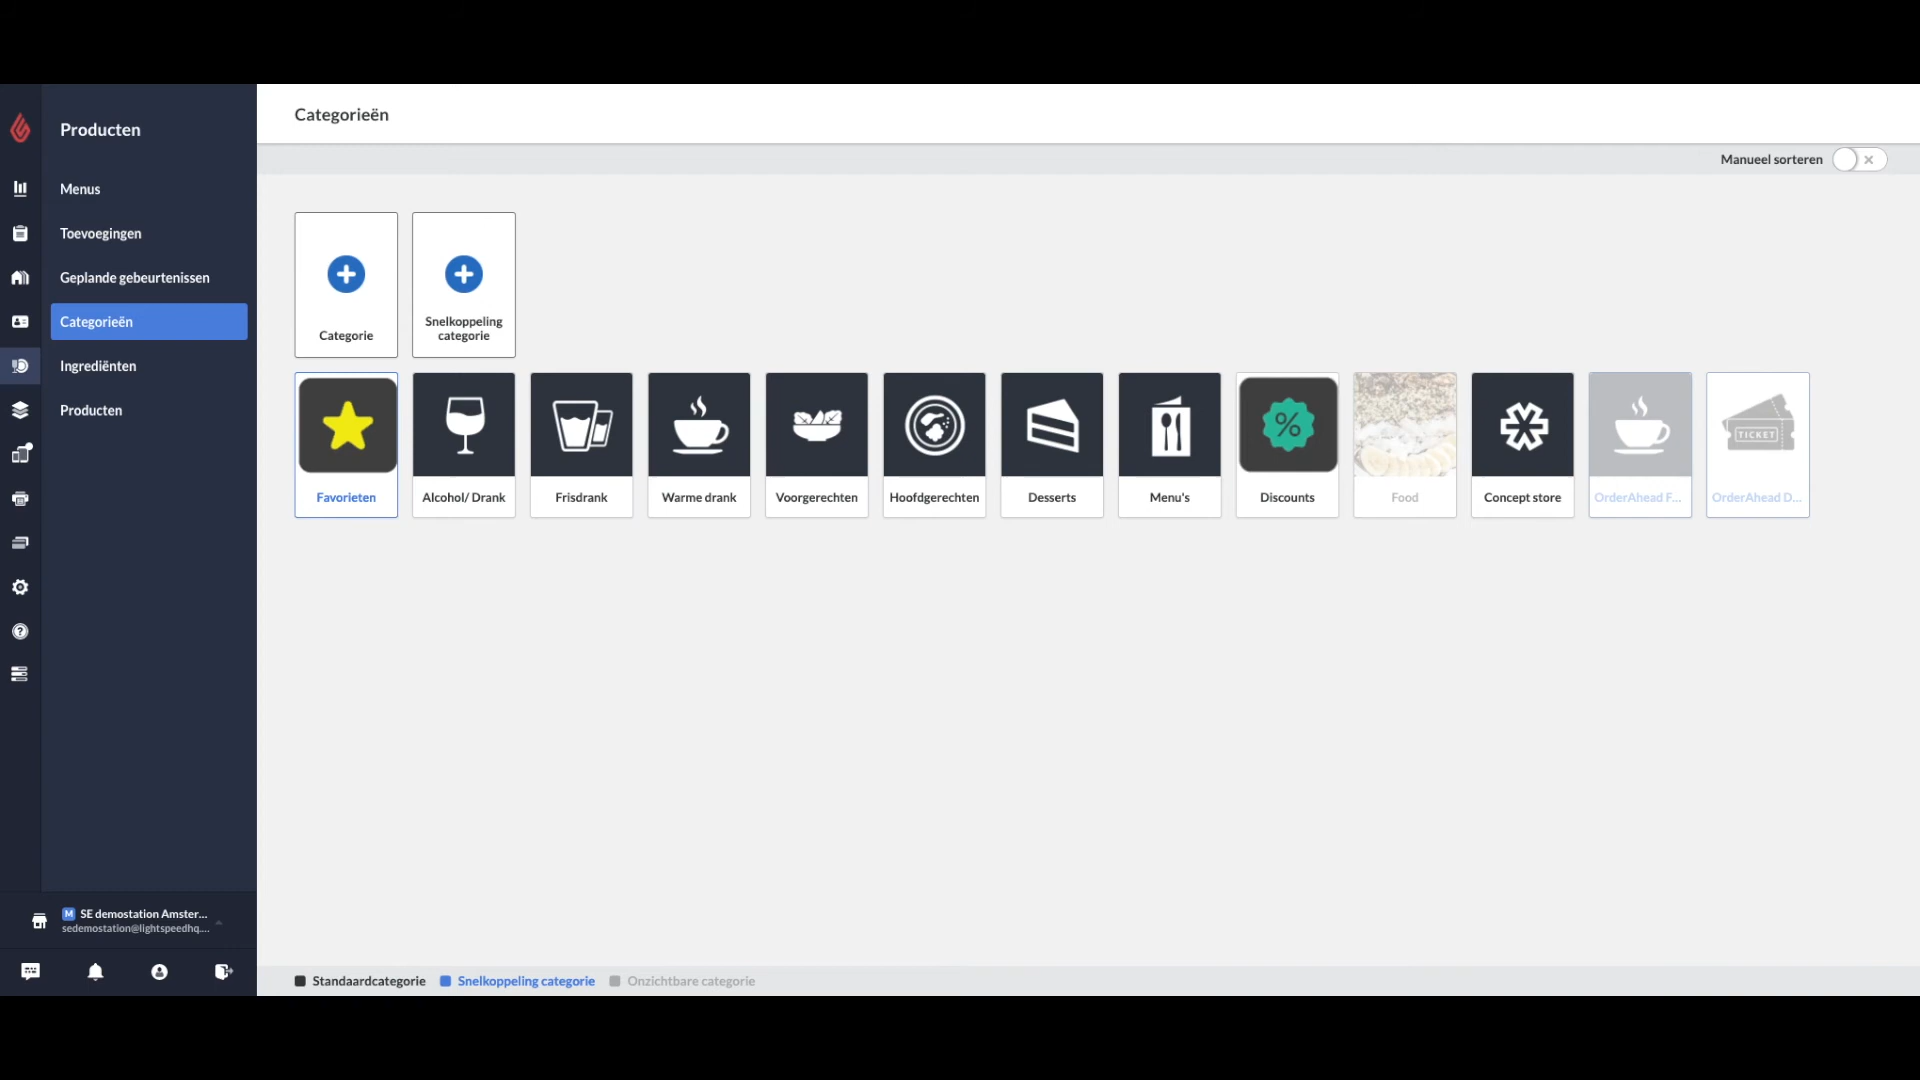 Producten
Menus
Toevoegingen
Geplande gebeurtenissen
Categorieën
Ingrediënten
Producten
M SE demostation Amster...
sedemostation@lightspeedhq....
Categorieën
Manueel sorteren
Categorie
Snelkoppeling
categorie
Favorieten
Alcohol/ Drank
Frisdrank
Warme drank
Voorgerechten
Hoofdgerechten
Desserts
Menu's
%
Discounts
Food
Concept store
OrderAhead F...
TICKET
OrderAhead D...
Standaardcategorie
Snelkoppeling categorie
Onzichtbare categorie